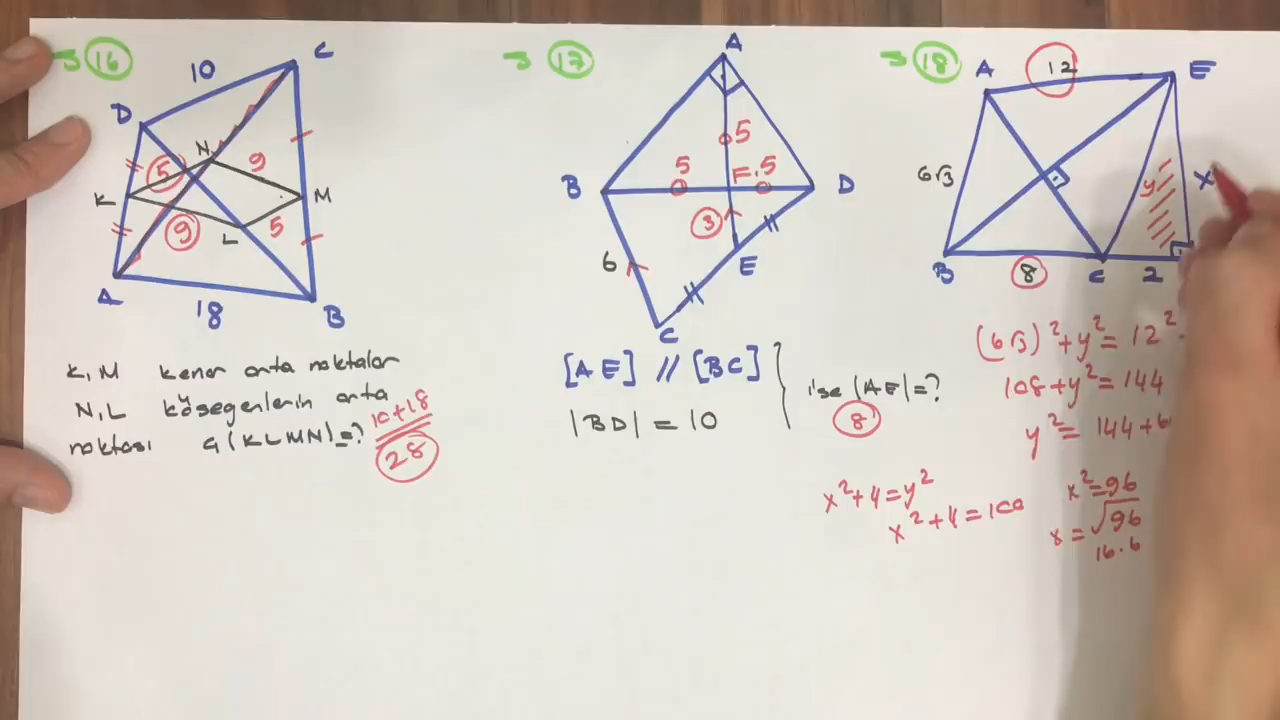 16
10
C
D
N
5
9
K
M
9
L
5
A
18
B
K, M kenar orta noktaları
N, L köşegenlerin orta
noktası Ç(KLMN)=?
10+18
28
17
A
5
5
F
5
B
D
3
6
E
C
[AE] // [BC]
|BD| = 10
ise |AE|=?
8
18
A
12
E
6√3
y
x
B
8
C
2
(6√3)² + y² = 12²
108 + y² = 144
y² = 144 +
x² + 4 = y²
x² + 4 = 100
x² = 96
x = √96
16.6